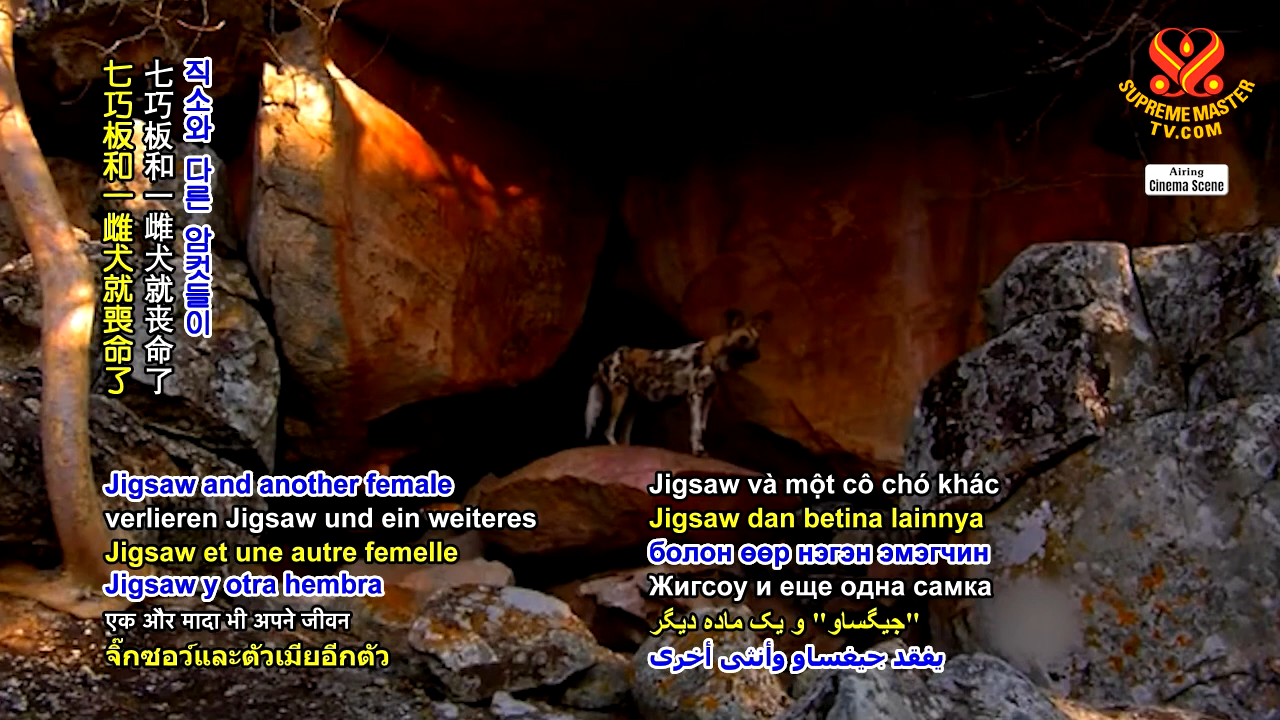 七巧板和一雌犬就喪命了
七巧板和一雌犬就丧命了
직소와 다른 암컷들이
SUPREME MASTER
TV.COM
Airing
Cinema Scene
Jigsaw and another female
verlieren Jigsaw und ein weiteres
Jigsaw et une autre femelle
Jigsaw y otra hembra
एक और मादा भी अपने जीवन
จิ๊กซอว์และตัวเมียอีกตัว
Jigsaw và một cô chó khác
Jigsaw dan betina lainnya
болон өөр нэгэн эмэгчин
Жигсоу и еще одна самка
"جیگساو" و یک ماده دیگر
يفقد جيغساو وأنثى أخرى